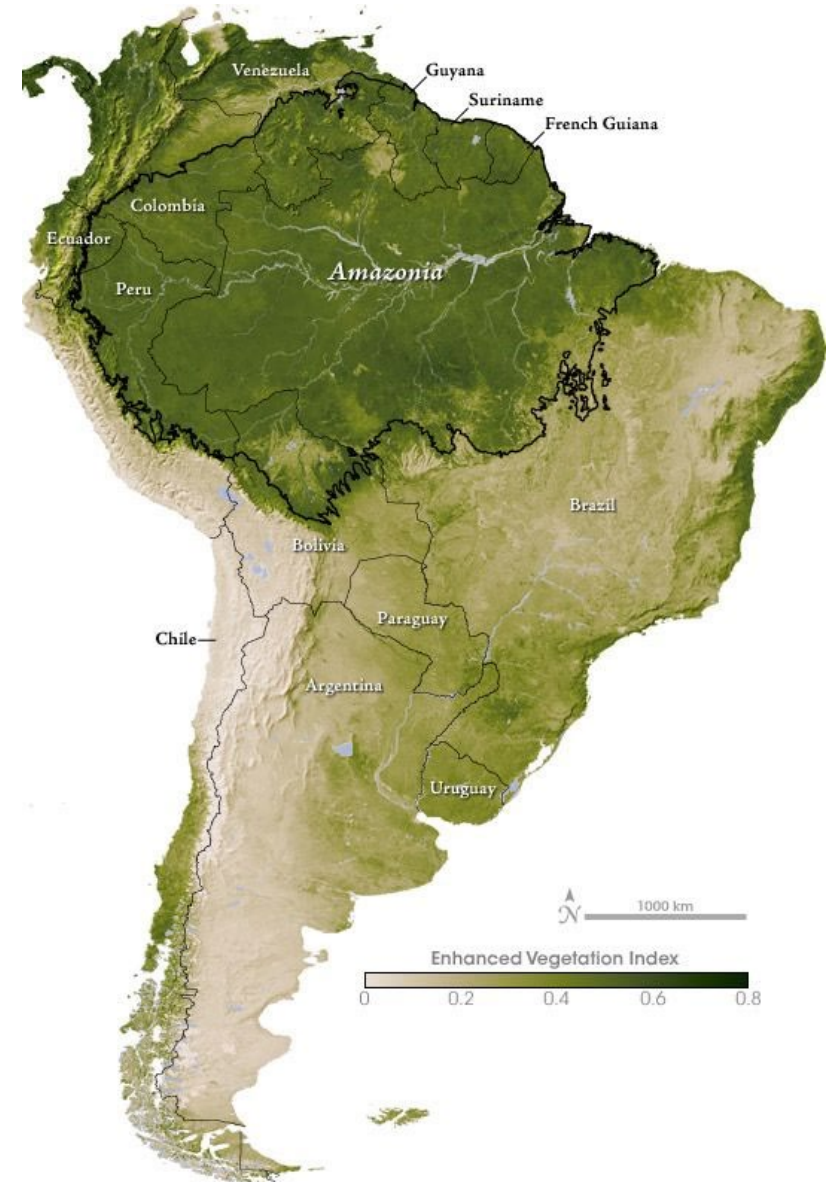 Venezuela
Guyana
Suriname
French Guiana
Colombia
Ecuador
Amazonia
Peru
Brazil
Bolivia
Paraguay
Chile
Argentina
Uruguay
N
1000 km
Enhanced Vegetation Index
0 0.2 0.4 0.6 0.8